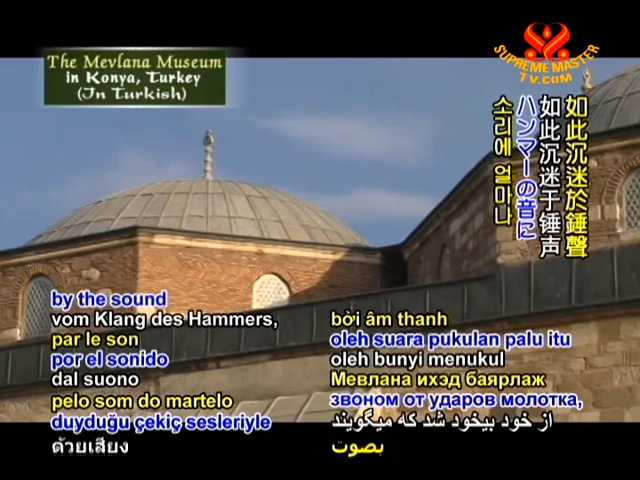 The Mevlana Museum
in Konya, Turkey
(In Turkish)
SUPREME MASTER
TV.COM
如此沉迷於錘聲
如此沉迷于锤声
ハンマーの音に
소리에 얼마나
by the sound
vom Klang des Hammers,
par le son
por el sonido
dal suono
pelo som do martelo
duyduğu çekiç sesleriyle
ด้วยเสียง
bởi âm thanh
oleh suara pukulan palu itu
oleh bunyi menukul
Мевлана ихэд баярлаж
звоном от ударов молотка,
از خود بیخود شد که میگویند
بصوت